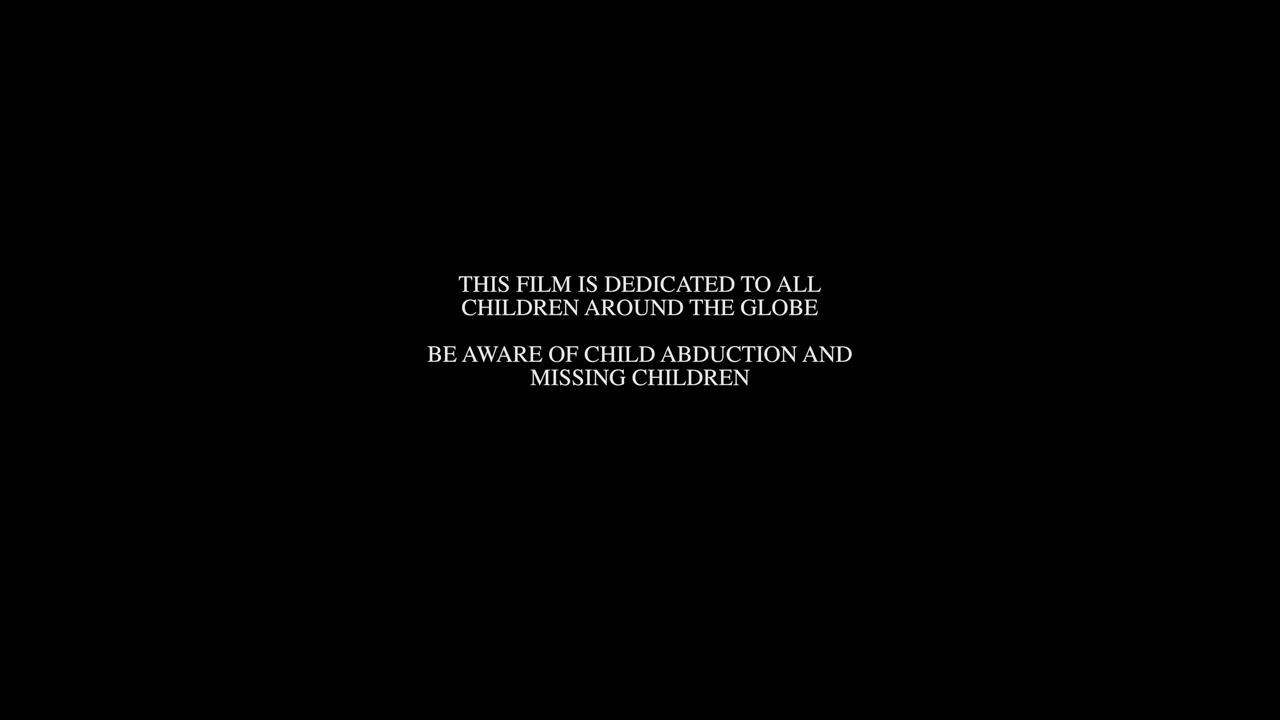 THIS FILM IS DEDICATED TO ALL
CHILDREN AROUND THE GLOBE
BE AWARE OF CHILD ABDUCTION AND
MISSING CHILDREN